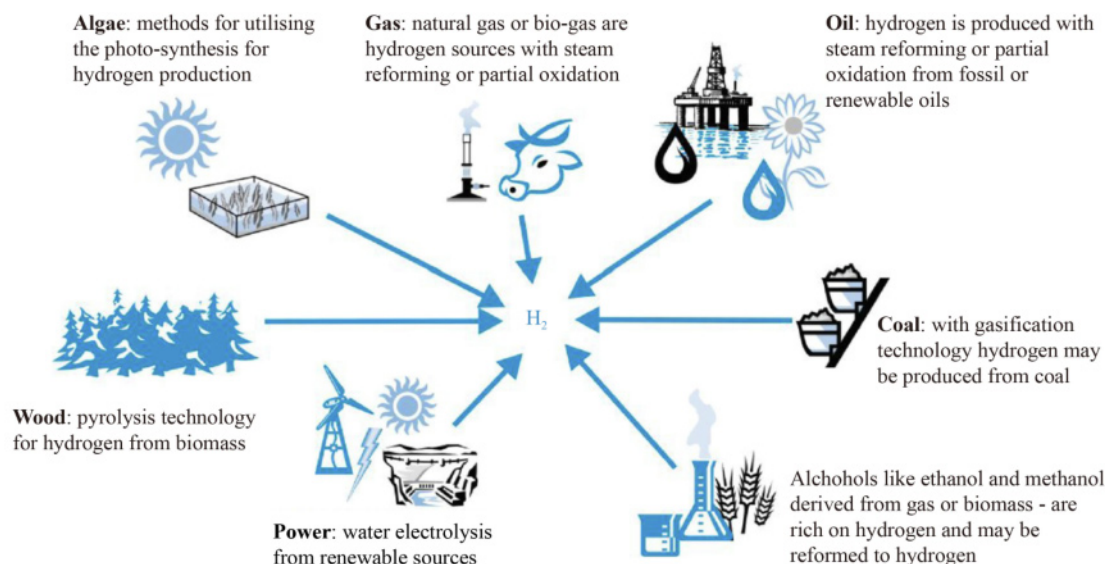 Algae: methods for utilising
the photo-synthesis for
hydrogen production
Gas: natural gas or bio-gas are
hydrogen sources with steam
reforming or partial oxidation
Oil: hydrogen is produced with
steam reforming or partial
oxidation from fossil or
renewable oils
H₂
Coal: with gasification
technology hydrogen may
be produced from coal
Wood: pyrolysis technology
for hydrogen from biomass
Power: water electrolysis
from renewable sources
Alchohols like ethanol and methanol
derived from gas or biomass - are
rich on hydrogen and may be
reformed to hydrogen